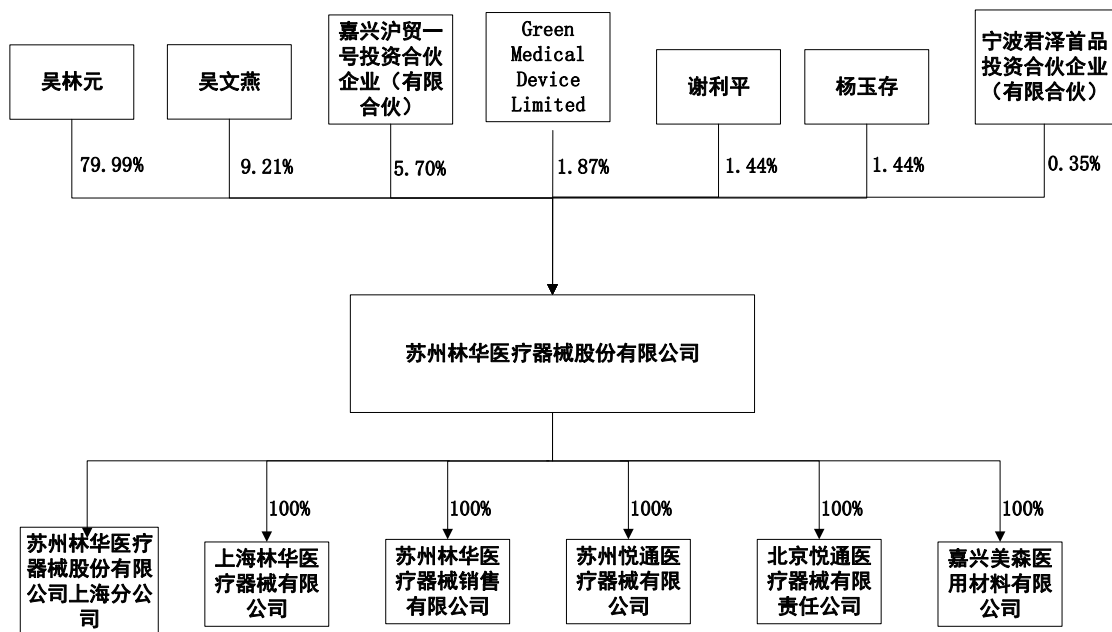 吴林元
吴文燕
嘉兴沪贸一
号投资合伙
企业（有限
合伙）
Green
Medical
Device
Limited
谢利平
杨玉存
宁波君泽首品
投资合伙企业
（有限合伙）
79.99%
9.21%
5.70%
1.87%
1.44%
1.44%
0.35%
苏州林华医疗器械股份有限公司
100%
100%
100%
100%
100%
苏州林华医疗
器械股份有限
公司上海分公
司
上海林华医
疗器械有限
公司
苏州林华医
疗器械销售
有限公司
苏州悦通医
疗器械有限
公司
北京悦通医
疗器械有限
责任公司
嘉兴美森医
用材料有限
公司